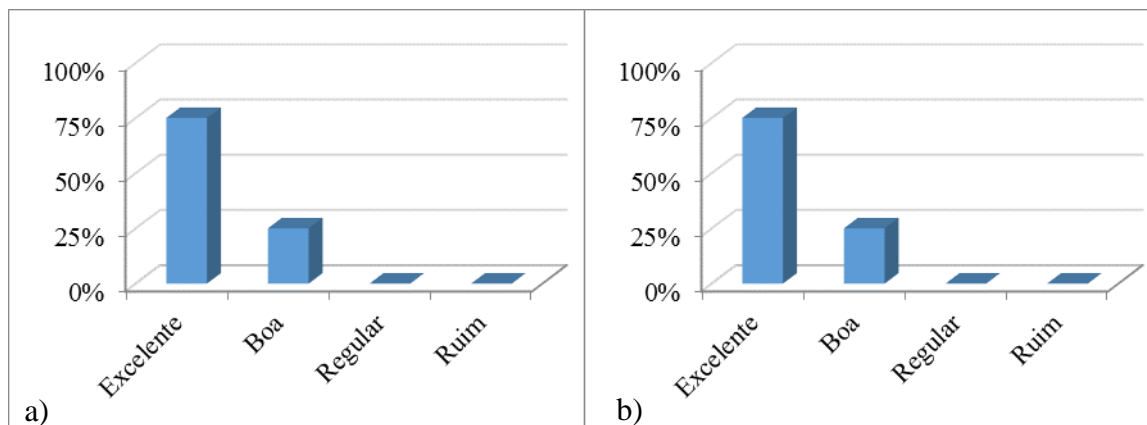 100%
75%
50%
25%
0%
Excelente
Boa
Regular
Ruim
a)
100%
75%
50%
25%
0%
Excelente
Boa
Regular
Ruim
b)